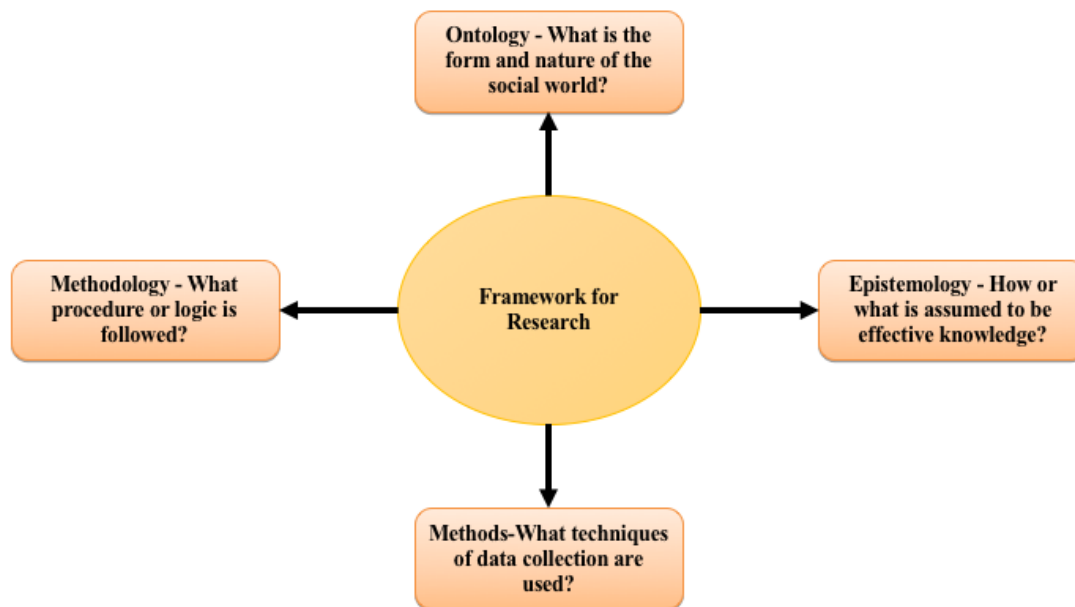 Ontology - What is the
form and nature of the
social world?
Methodology - What
procedure or logic is
followed?
Framework for
Research
Epistemology - How or
what is assumed to be
effective knowledge?
Methods-What techniques
of data collection are
used?